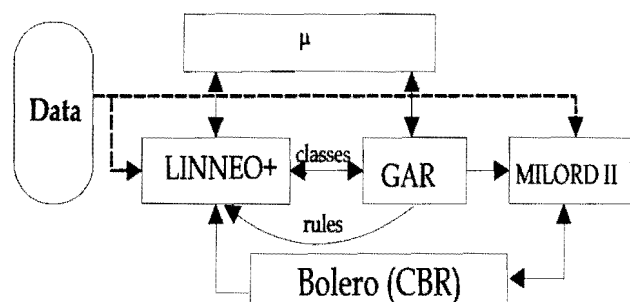 μ
Data
LINNEO+
classes
GAR
MILORD II
rules
Bolero (CBR)